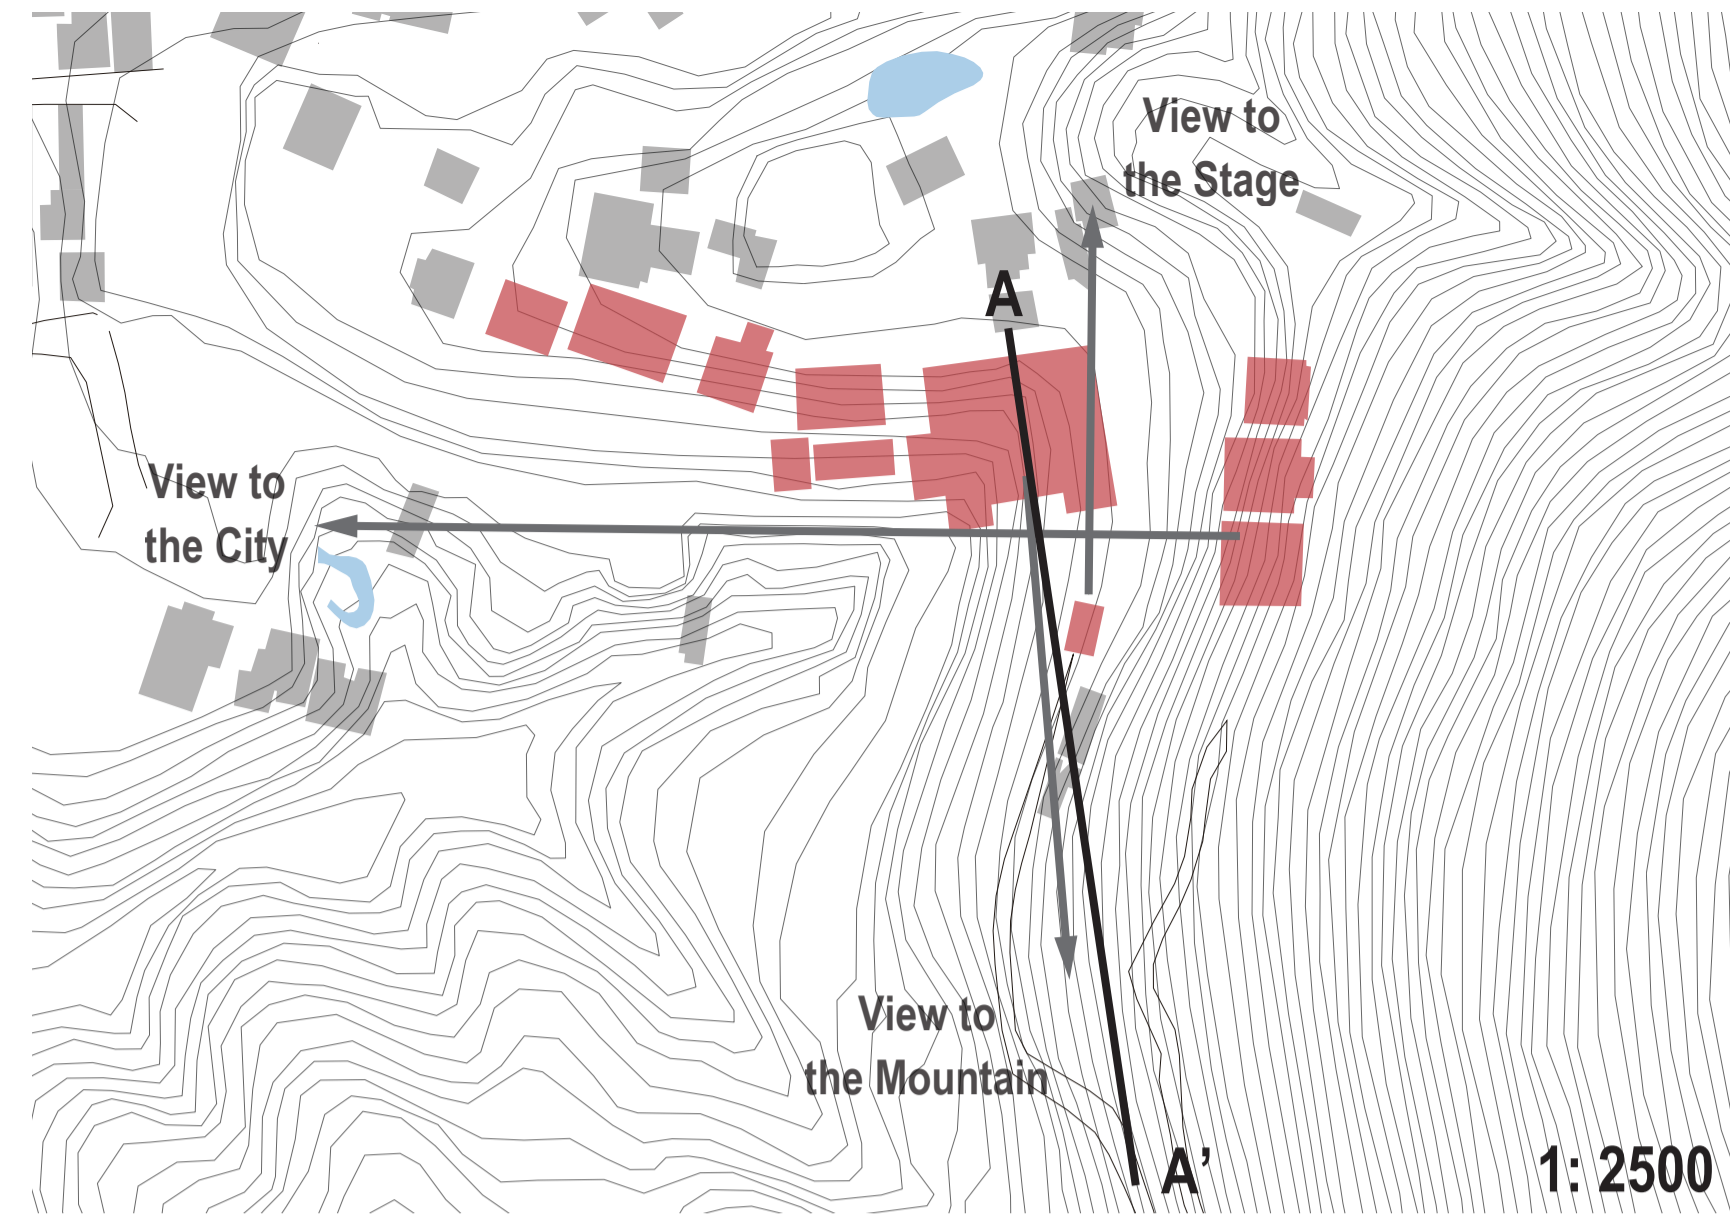 View to
the Stage
A
View to
the City
View to
the Mountain
A’
1: 2500